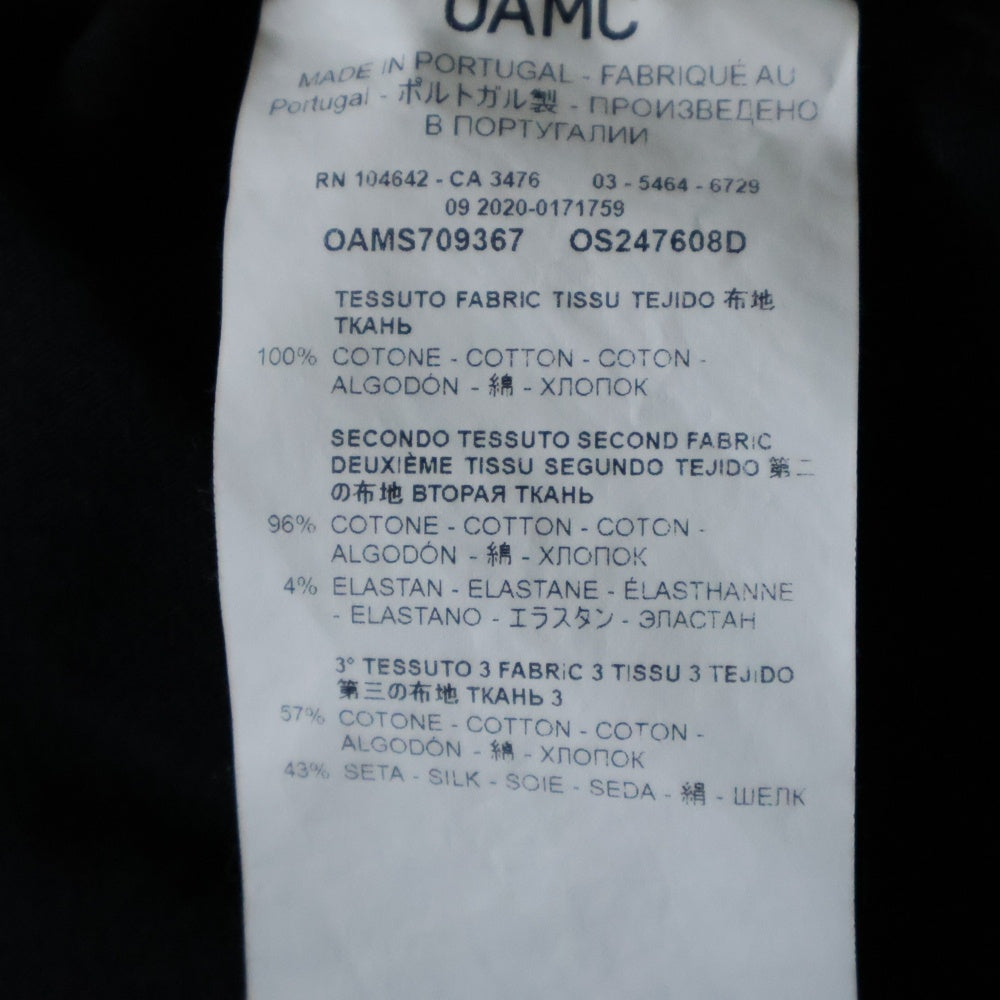 OAMC
MADE IN PORTUGAL - FABRIQUÉ AU
Portugal - ポルトガル製 - ПРОИЗВЕДЕНО
В ПОРТУГАЛИИ
RN 104642 - CA 3476 03 - 5464 - 6729
09 2020-0171759
OAMS709367 OS247608D
TESSUTO FABRIC TISSU TEJIDO 布地
ТКАНЬ
100% COTONE - COTTON - COTON -
ALGODÓN - 綿 - ХЛОПОК
SECONDO TESSUTO SECOND FABRIC
DEUXIÈME TISSU SEGUNDO TEJIDO 第二
の布地 ВТОРАЯ ТКАНЬ
96% COTONE - COTTON - COTON -
ALGODÓN - 綿 - ХЛОПОК
4% ELASTAN - ELASTANE - ÉLASTHANNE
- ELASTANO - エラスタン - ЭЛАСТАН
3° TESSUTO 3 FABRIC 3 TISSU 3 TEJIDO
第三の布地 ТКАНЬ 3
57% COTONE - COTTON - COTON -
ALGODÓN - 綿 - ХЛОПОК
43% SETA - SILK - SOIE - SEDA - 絹 - ШЕЛК